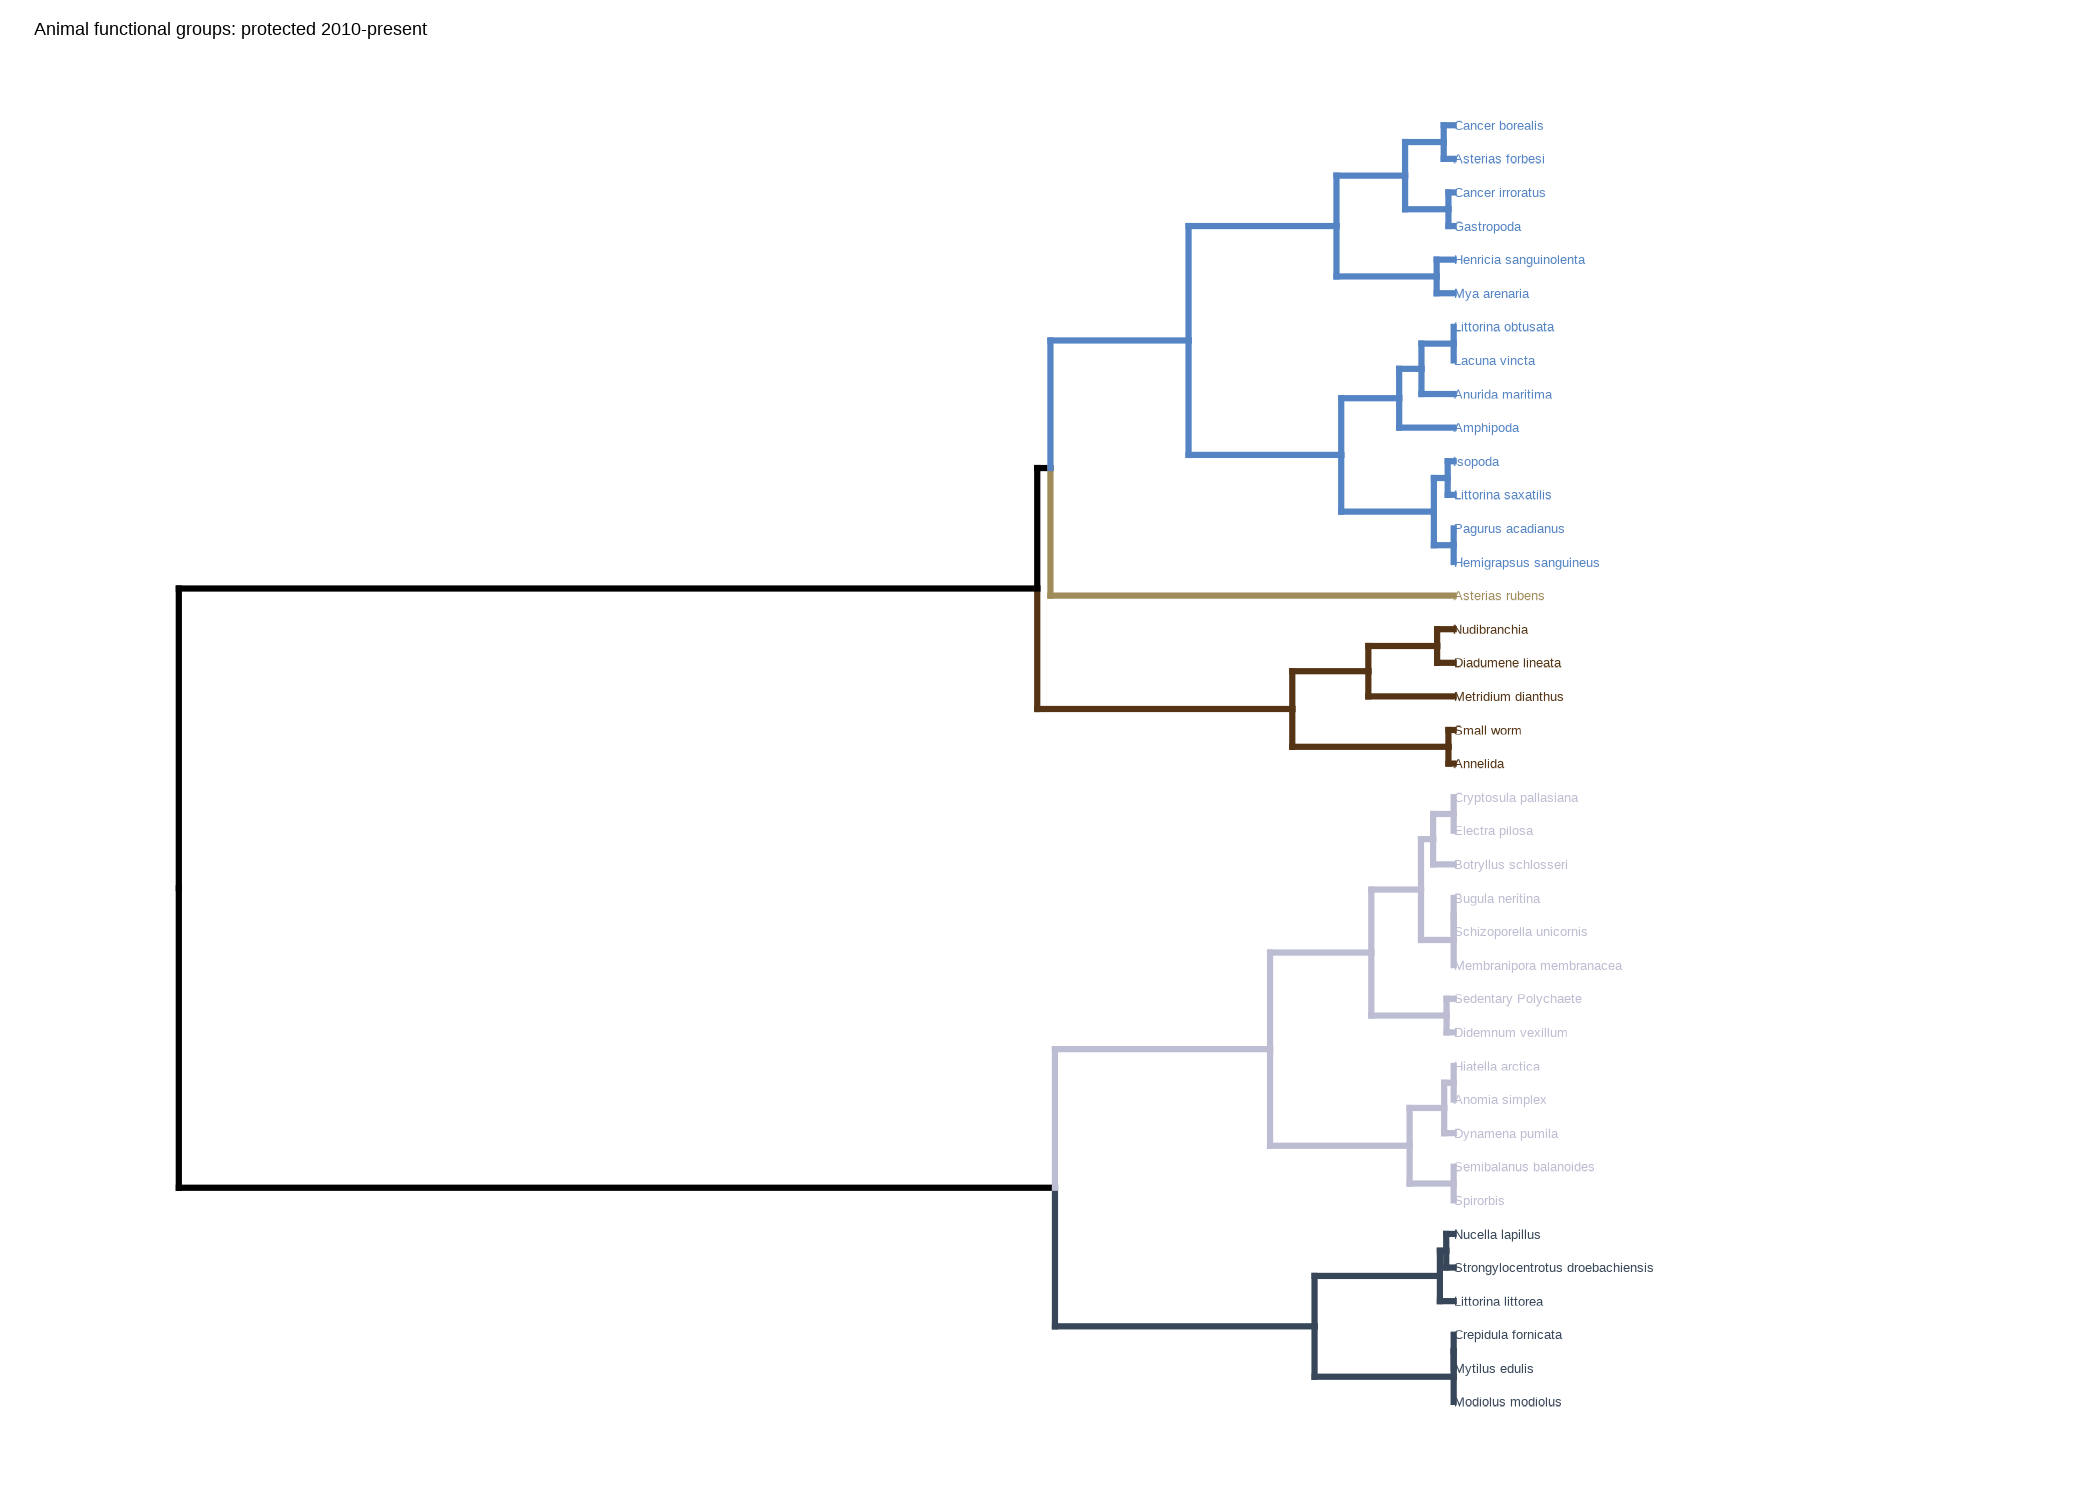 Animal functional groups: protected 2010-present
Cancer borealis
Asterias forbesi
Cancer irroratus
Gastropoda
Henricia sanguinolenta
Mya arenaria
Littorina obtusata
Lacuna vincta
Anurida maritima
Amphipoda
Isopoda
Littorina saxatilis
Pagurus acadianus
Hemigrapsus sanguineus
Asterias rubens
Nudibranchia
Diadumene lineata
Metridium dianthus
Small worm
Annelida
Cryptosula pallasiana
Electra pilosa
Botryllus schlosseri
Bugula neritina
Schizoporella unicornis
Membranipora membranacea
Sedentary Polychaete
Didemnum vexillum
Hiatella arctica
Anomia simplex
Dynamena pumila
Semibalanus balanoides
Spirorbis
Nucella lapillus
Strongylocentrotus droebachiensis
Littorina littorea
Crepidula fornicata
Mytilus edulis
Modiolus modiolus